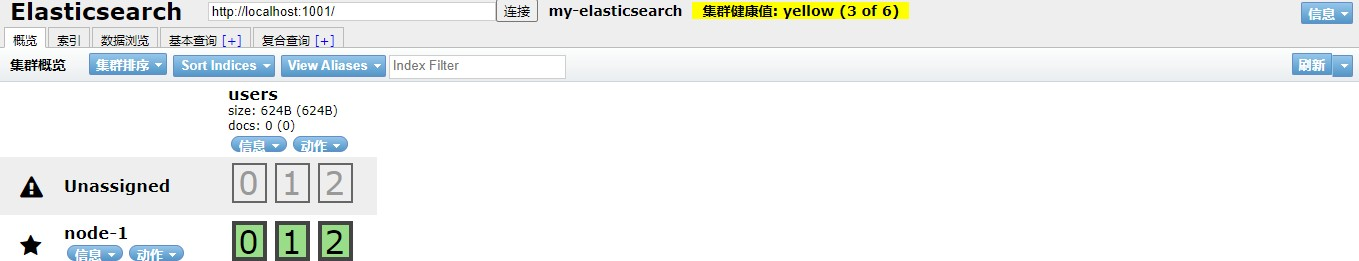 Elasticsearch http://localhost:1001/ 连接 my-elasticsearch 集群健康值: yellow (3 of 6) 信息
概览 索引 数据浏览 基本查询 [+] 复合查询 [+]
集群概览 集群排序 Sort Indices View Aliases Index Filter 刷新
users
size: 624B (624B)
docs: 0 (0)
信息 动作
Unassigned 0 1 2
node-1 0 1 2
信息 动作